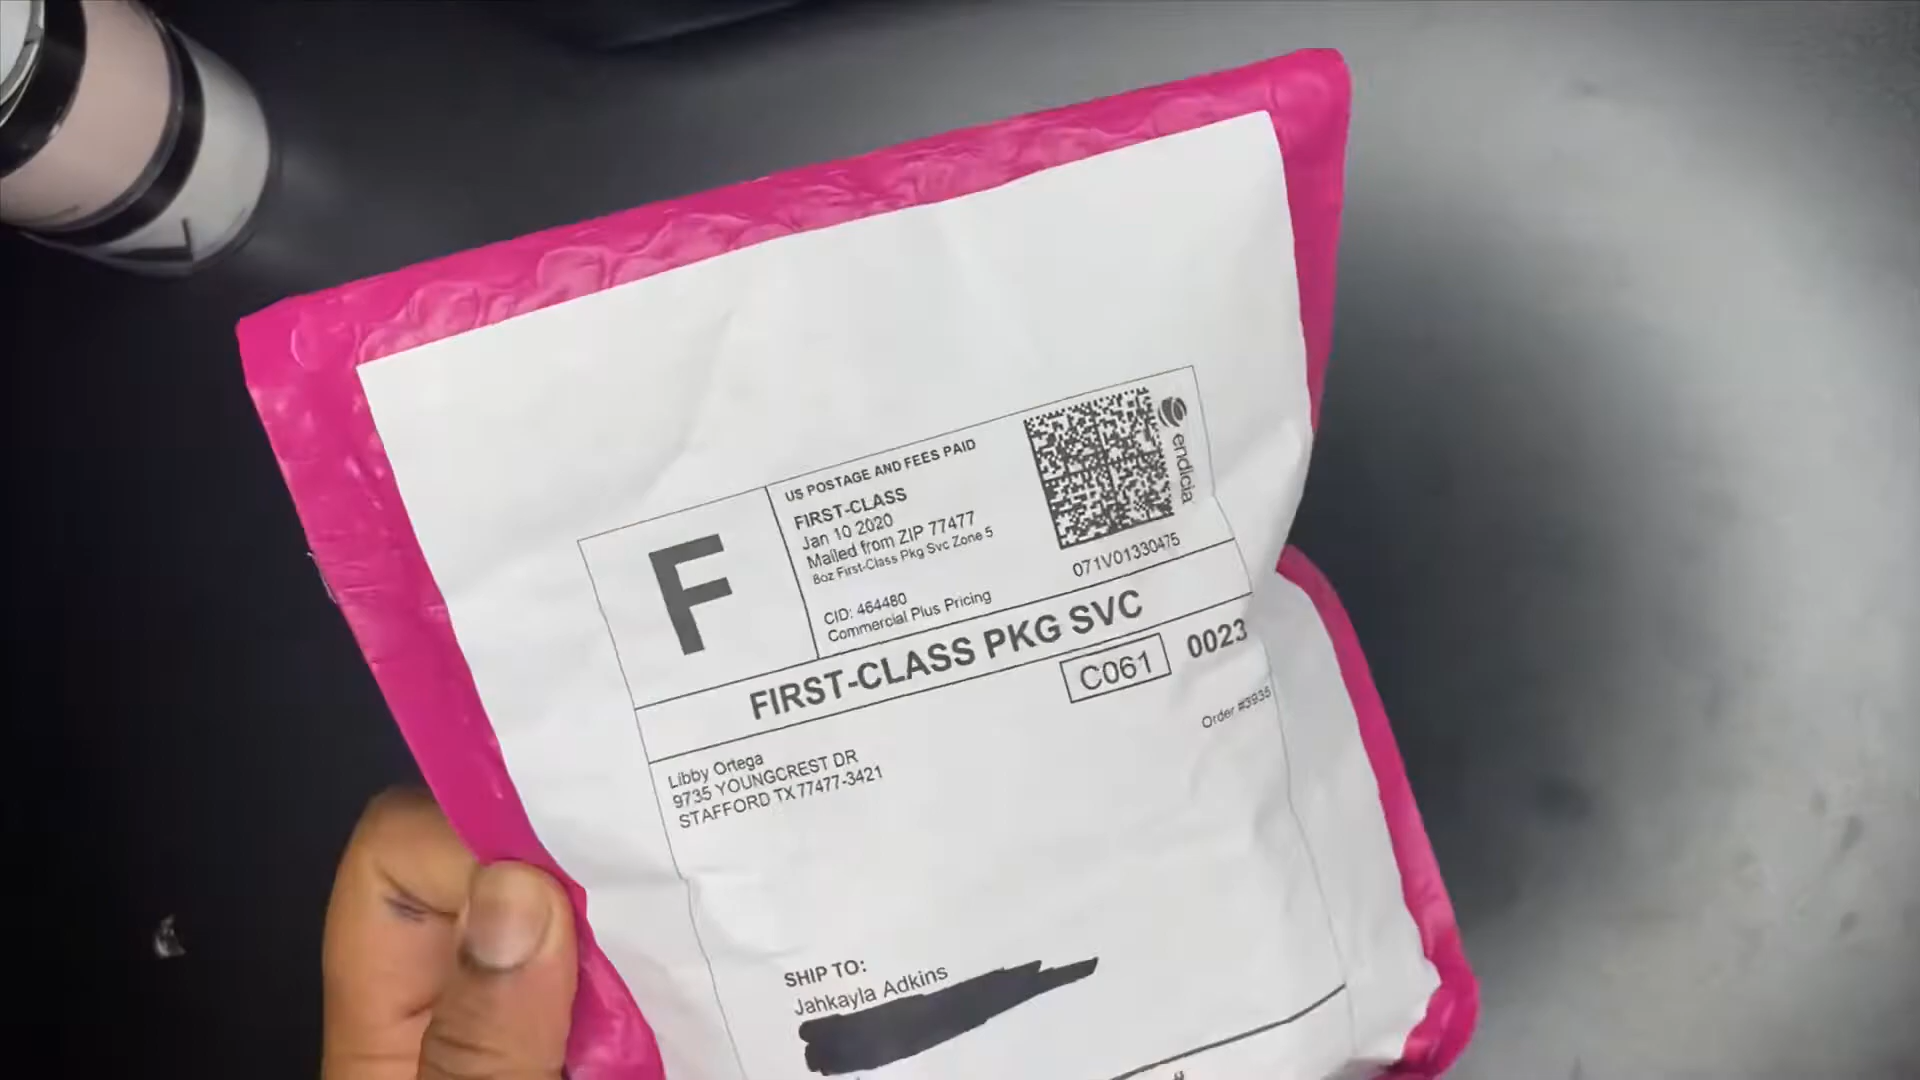 F
US POSTAGE AND FEES PAID
FIRST-CLASS
Jan 10 2020
Mailed from ZIP 77477
8oz First-Class Pkg Svc Zone 5
CID: 464480
Commercial Plus Pricing
endicia
071V01330475
FIRST-CLASS PKG SVC
C061 0023
Order #3935
Libby Ortega
9735 YOUNGCREST DR
STAFFORD TX 77477-3421
SHIP TO:
Jahkayla Adkins